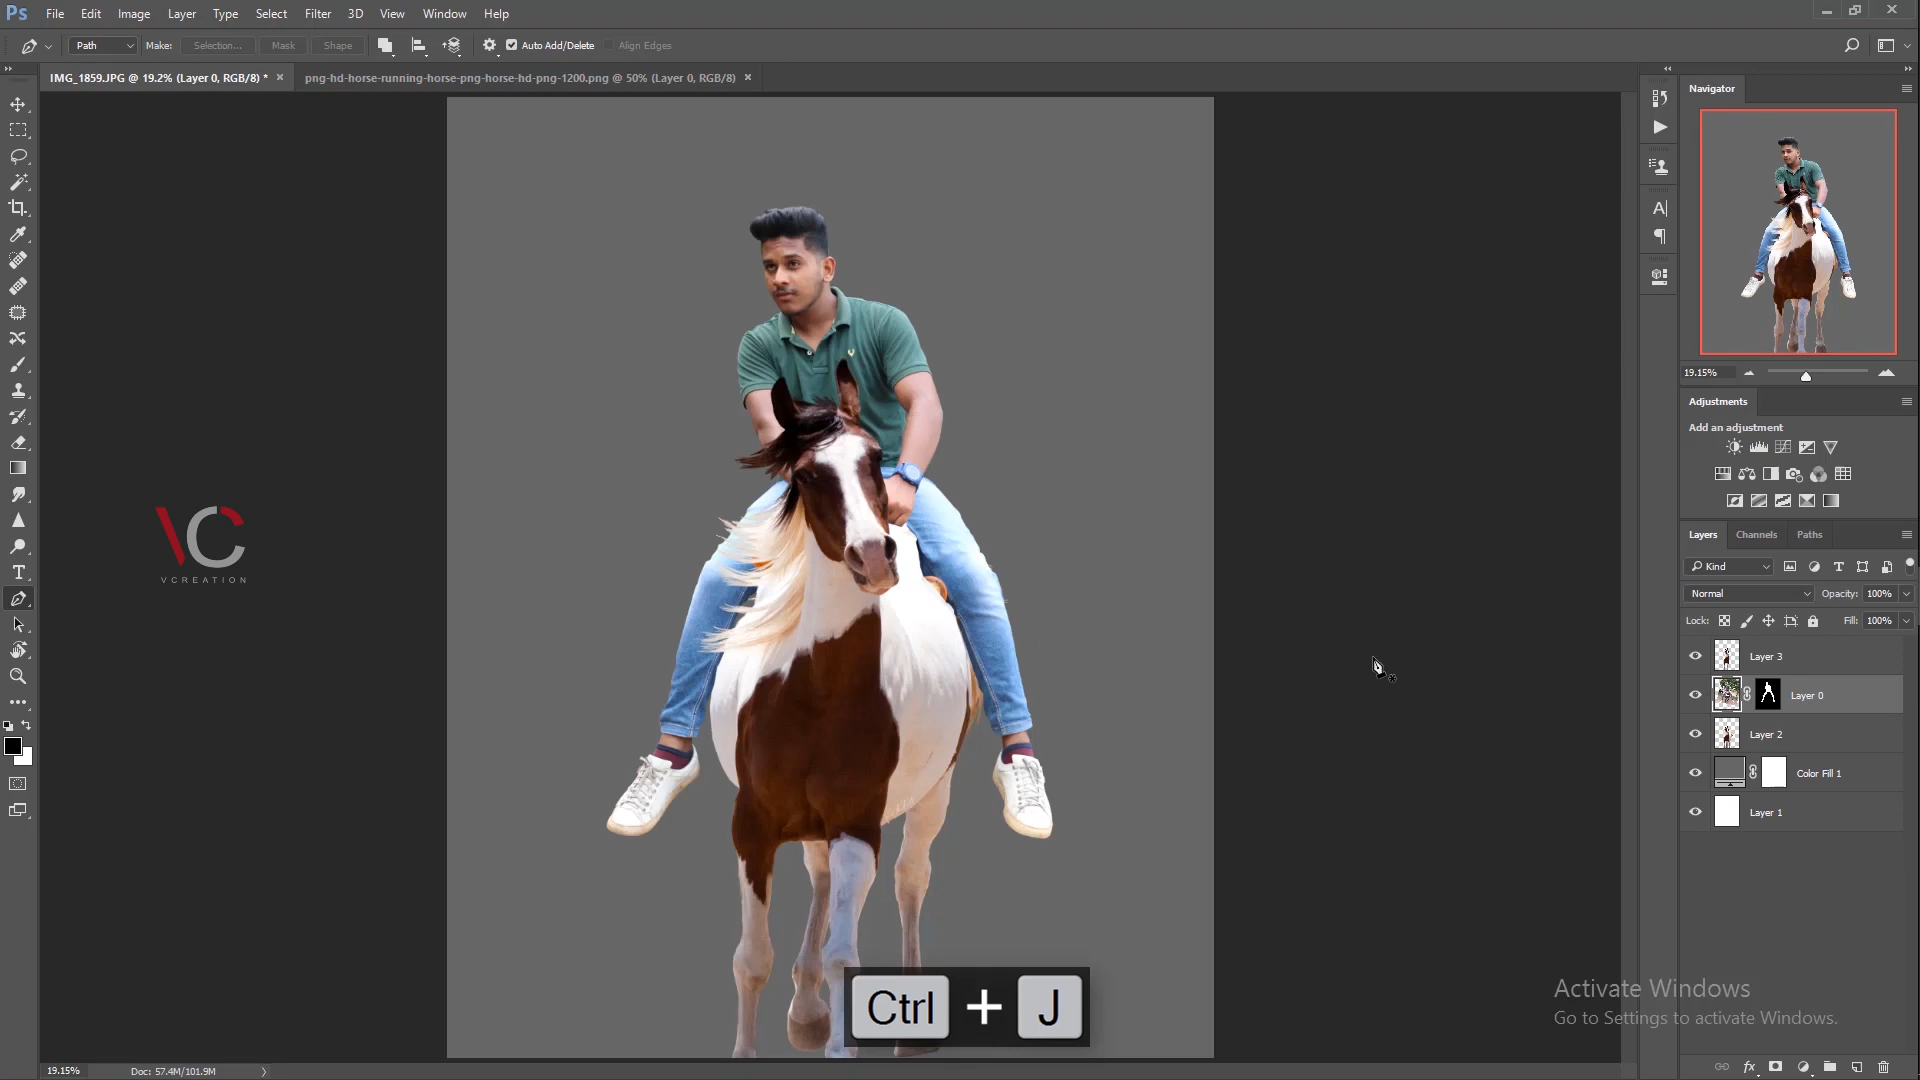 Ps File Edit Image Layer Type Select Filter 3D View Window Help
Path Make: Selection... Mask Shape Auto Add/Delete Align Edges
IMG_1859.JPG @ 19.2% (Layer 0, RGB/8) * × png-hd-horse-running-horse-png-horse-hd-png-1200.png @ 50% (Layer 0, RGB/8) ×
Navigator
19.15%
Adjustments
Add an adjustment
Layers Channels Paths
Kind
Normal Opacity: 100%
Lock: Fill: 100%
Layer 3
Layer 0
Layer 2
Color Fill 1
Layer 1
VC
VCREATION
Ctrl + J
Activate Windows
Go to Settings to activate Windows.
19.15% Doc: 57.4M/101.9M